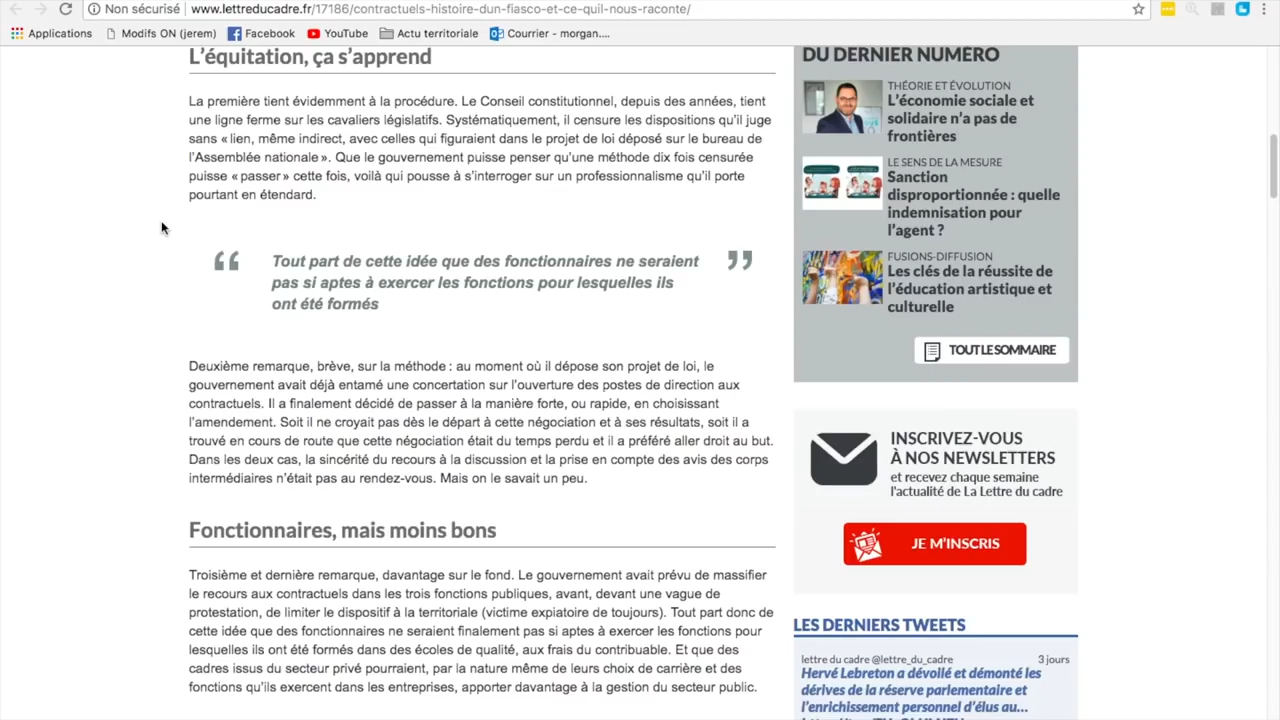 Non sécurisé | www.lettreducadre.fr/17186/contractuels-histoire-dun-fiasco-et-ce-quil-nous-raconte/
Applications Modifs ON (jerem) Facebook YouTube Actu territoriale Courrier - morgan....
L’équitation, ça s’apprend
La première tient évidemment à la procédure. Le Conseil constitutionnel, depuis des années, tient
une ligne ferme sur les cavaliers législatifs. Systématiquement, il censure les dispositions qu’il juge
sans « lien, même indirect, avec celles qui figuraient dans le projet de loi déposé sur le bureau de
l’Assemblée nationale ». Que le gouvernement puisse penser qu’une méthode dix fois censurée
puisse « passer » cette fois, voilà qui pousse à s’interroger sur un professionnalisme qu’il porte
pourtant en étendard.
“ Tout part de cette idée que des fonctionnaires ne seraient ”
pas si aptes à exercer les fonctions pour lesquelles ils
ont été formés
Deuxième remarque, brève, sur la méthode : au moment où il dépose son projet de loi, le
gouvernement avait déjà entamé une concertation sur l’ouverture des postes de direction aux
contractuels. Il a finalement décidé de passer à la manière forte, ou rapide, en choisissant
l’amendement. Soit il ne croyait pas dès le départ à cette négociation et à ses résultats, soit il a
trouvé en cours de route que cette négociation était du temps perdu et il a préféré aller droit au but.
Dans les deux cas, la sincérité du recours à la discussion et la prise en compte des avis des corps
intermédiaires n’était pas au rendez-vous. Mais on le savait un peu.
Fonctionnaires, mais moins bons
Troisième et dernière remarque, davantage sur le fond. Le gouvernement avait prévu de massifier
le recours aux contractuels dans les trois fonctions publiques, avant, devant une vague de
protestation, de limiter le dispositif à la territoriale (victime expiatoire de toujours). Tout part donc de
cette idée que des fonctionnaires ne seraient finalement pas si aptes à exercer les fonctions pour
lesquelles ils ont été formés dans des écoles de qualité, aux frais du contribuable. Et que des
cadres issus du secteur privé pourraient, par la nature même de leurs choix de carrière et des
fonctions qu’ils exercent dans les entreprises, apporter davantage à la gestion du secteur public.
DU DERNIER NUMÉRO
THÉORIE ET ÉVOLUTION
L’économie sociale et
solidaire n’a pas de
frontières
LE SENS DE LA MESURE
Sanction
disproportionnée : quelle
indemnisation pour
l’agent ?
FUSIONS-DIFFUSION
Les clés de la réussite de
l’éducation artistique et
culturelle
TOUT LE SOMMAIRE
INSCRIVEZ-VOUS
À NOS NEWSLETTERS
et recevez chaque semaine
l'actualité de La Lettre du cadre
JE M’INSCRIS
LES DERNIERS TWEETS
lettre du cadre @lettre_du_cadre 3 jours
Hervé Lebreton a dévoilé et démonté les
dérives de la réserve parlementaire et
l’enrichissement personnel d’élus au...